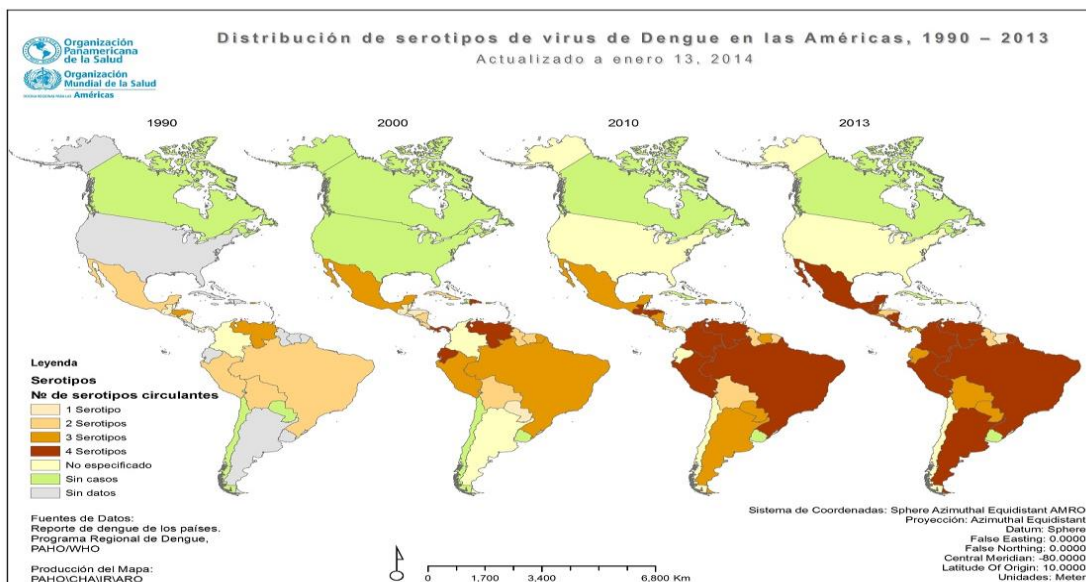 Organización
Panamericana
de la Salud
Organización
Mundial de la Salud
Américas
Distribución de serotipos de virus de Dengue en las Américas, 1990 – 2013
Actualizado a enero 13, 2014
1990
2000
2010
2013
Leyenda
Serotipos
№ de serotipos circulantes
1 Serotipo
2 Serotipos
3 Serotipos
4 Serotipos
No especificado
Sin casos
Sin datos
Fuentes de Datos:
Reporte de dengue de los países.
Programa Regional de Dengue,
PAHO/WHO
Producción del Mapa:
PAHO\CHA\IR\ARO
0 1,700 3,400 6,800 Km
Sistema de Coordenadas: Sphere Azimuthal Equidistant AMRO
Proyección: Azimuthal Equidistant
Datum: Sphere
False Easting: 0.0000
False Northing: 0.0000
Central Meridian: -80.0000
Latitude Of Origin: 10.0000
Unidades: Meter